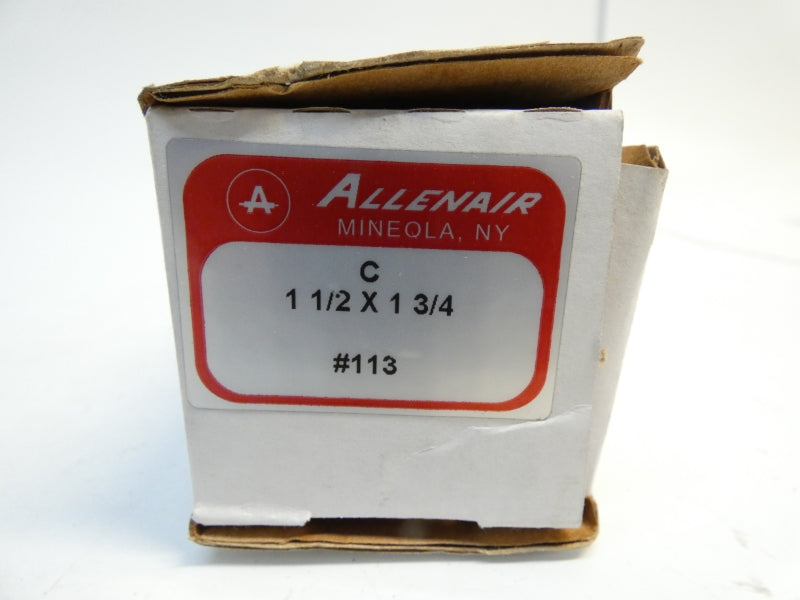 A
ALLENAIR
MINEOLA, NY
C
1 1/2 X 1 3/4
#113